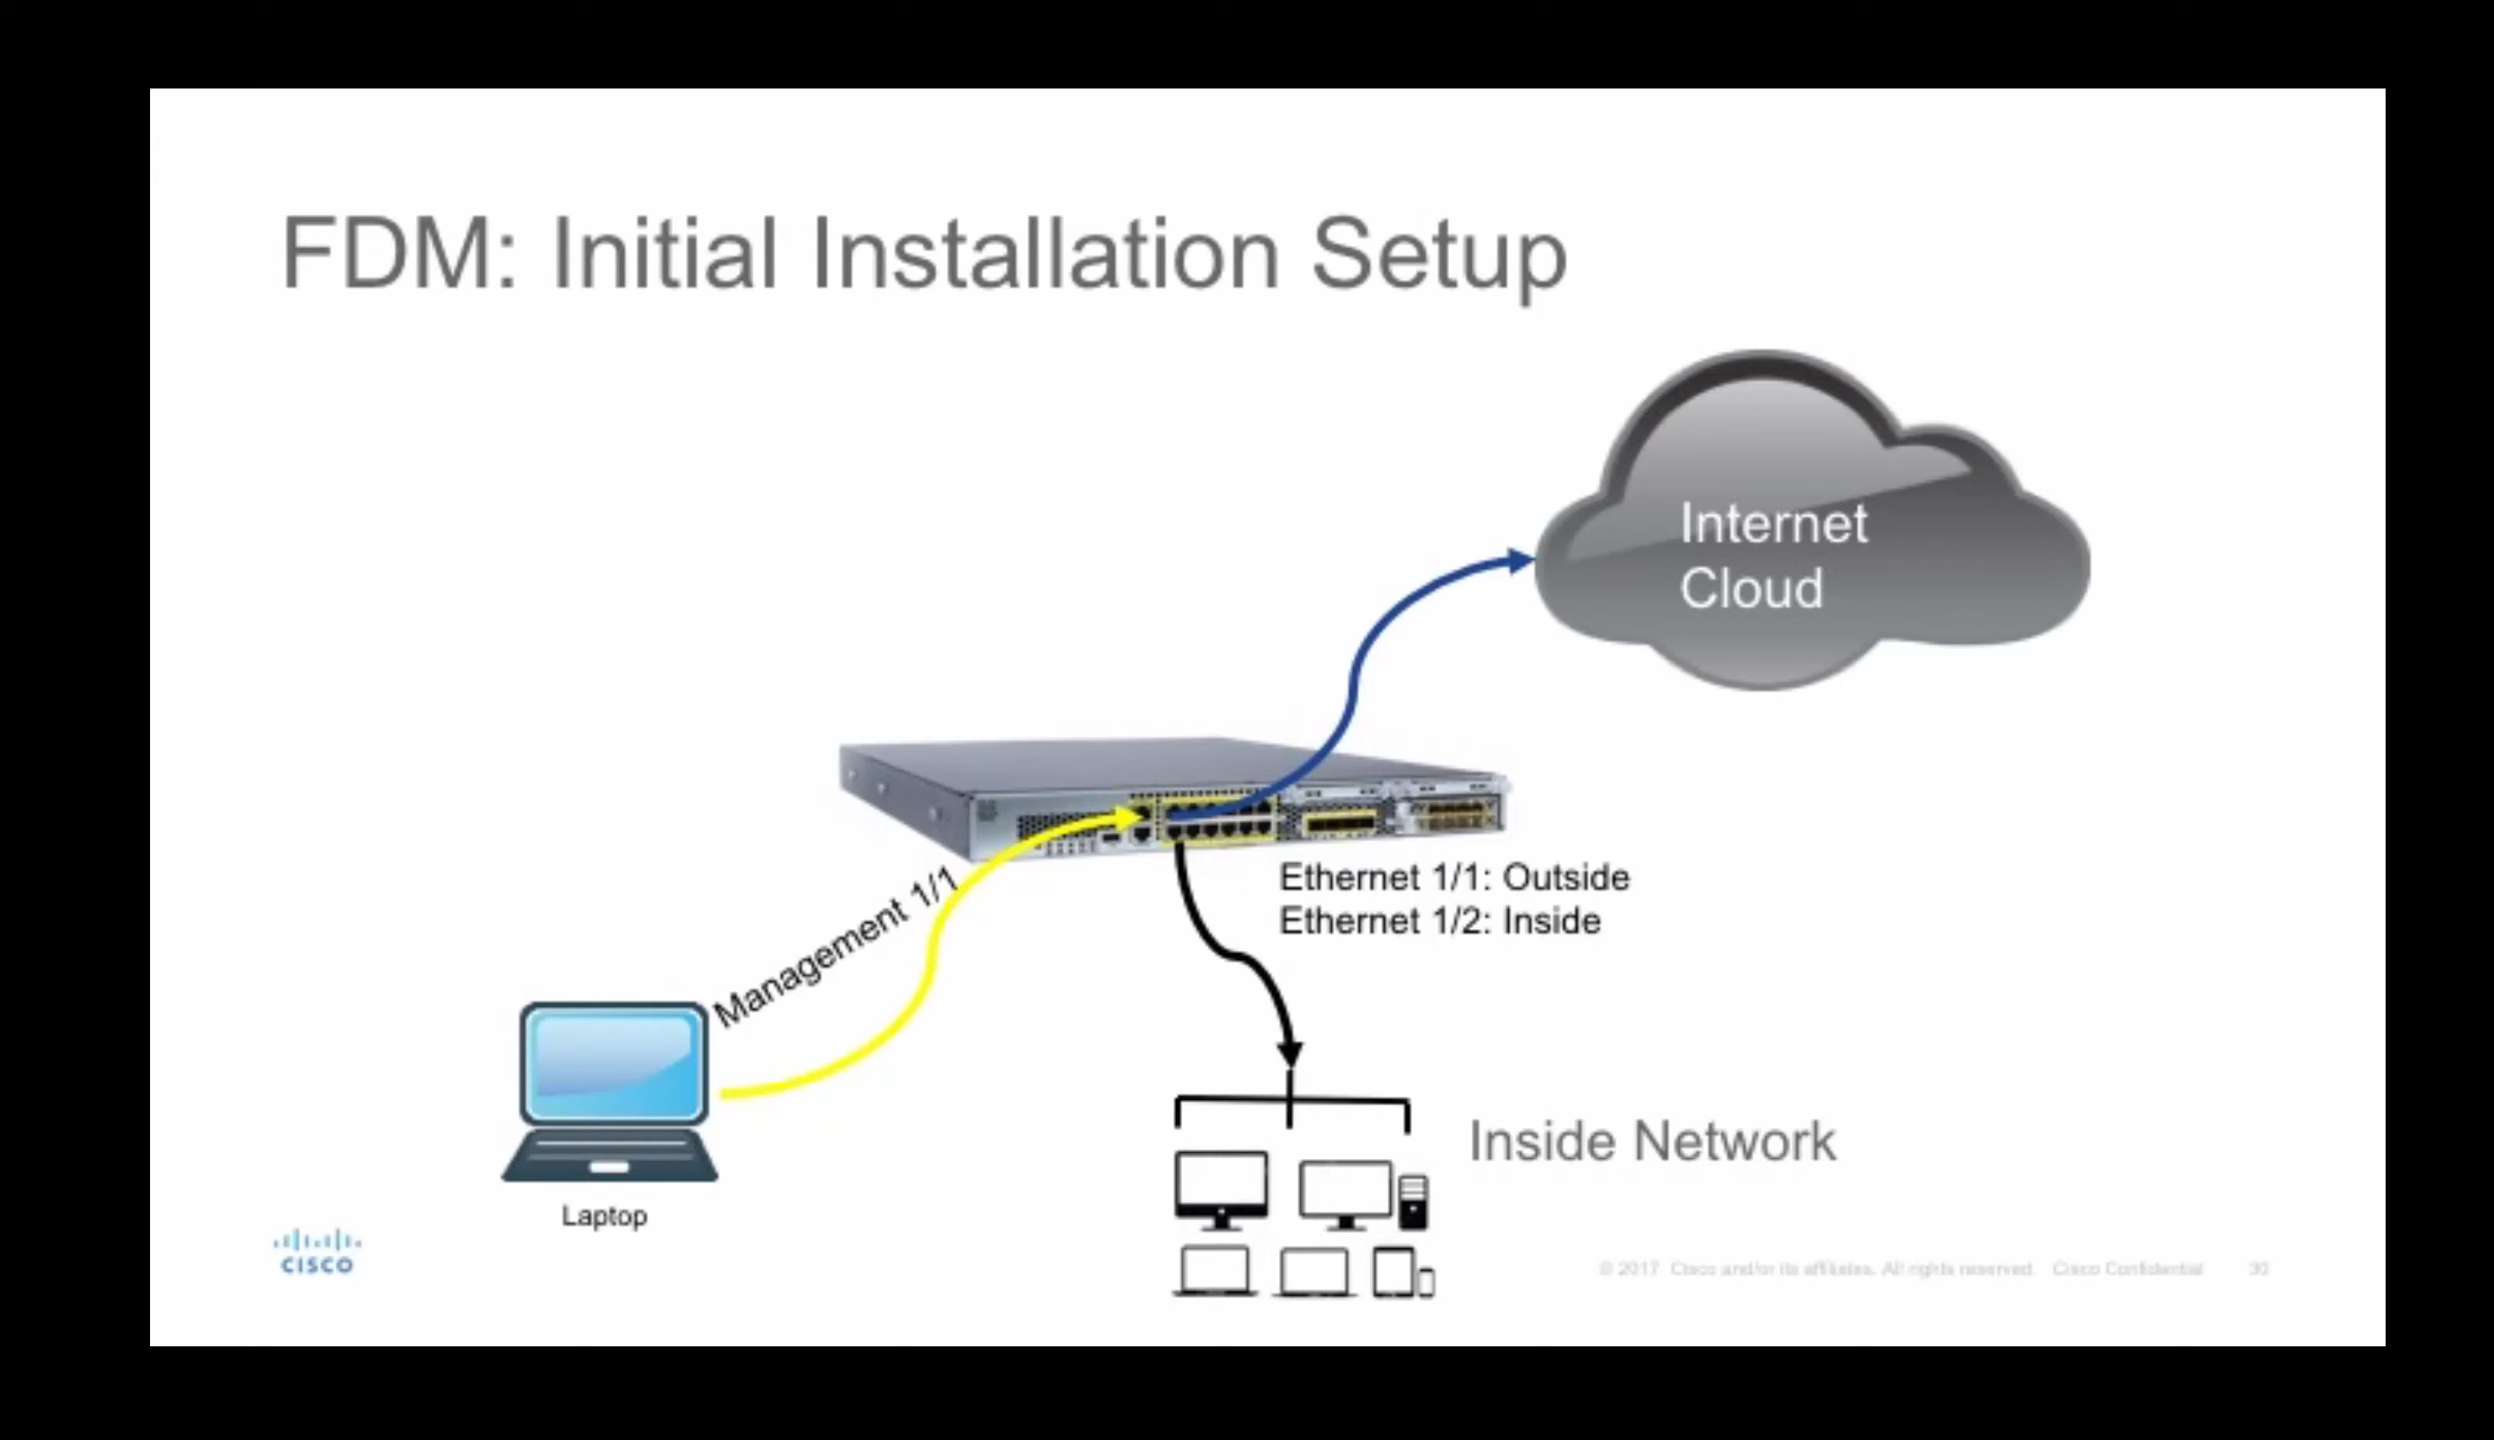 FDM: Initial Installation Setup
Internet
Cloud
Management 1/1
Ethernet 1/1: Outside
Ethernet 1/2: Inside
Inside Network
Laptop
CISCO
© 2017 Cisco and/or its affiliates. All rights reserved. Cisco Confidential 30